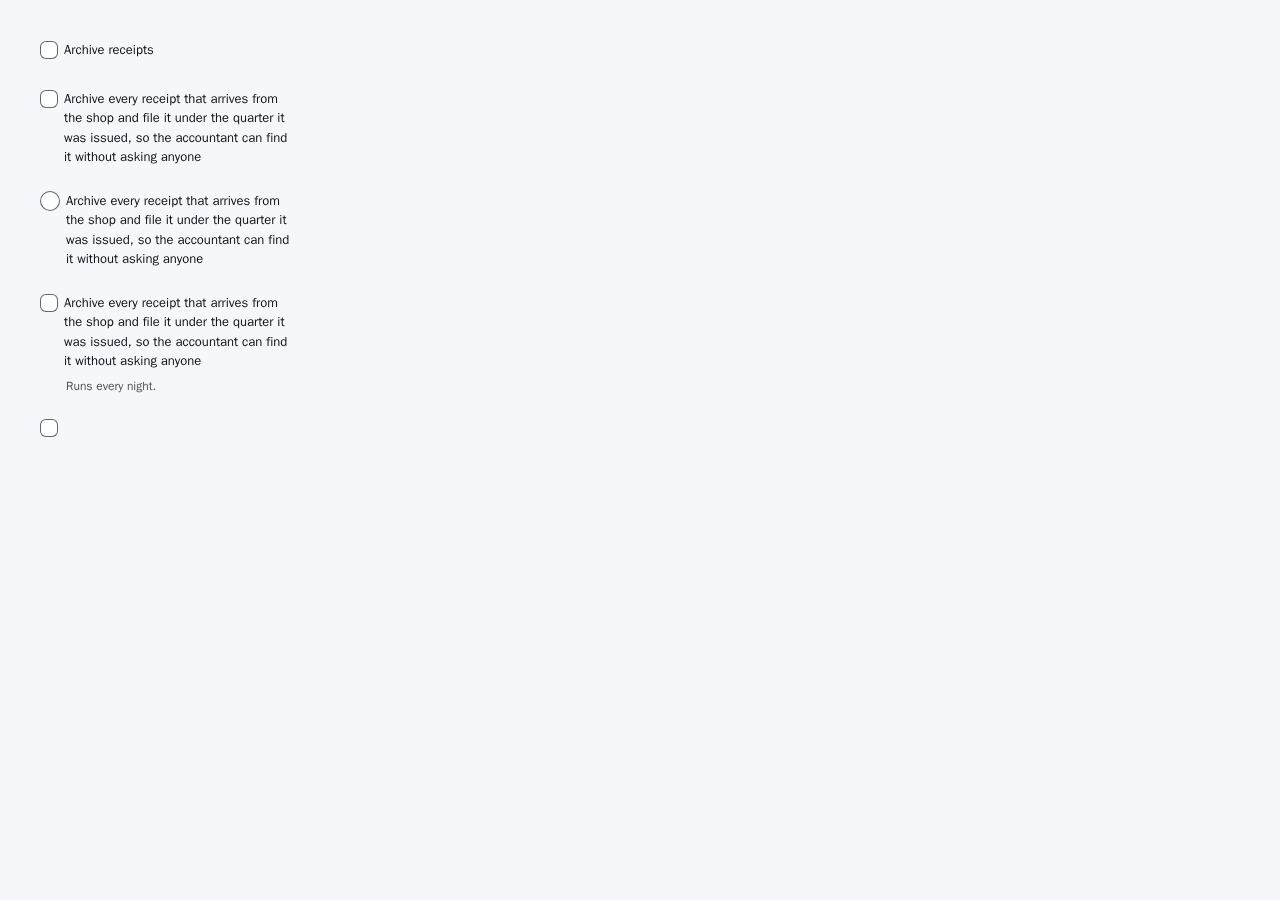 Archive receipts
Archive every receipt that arrives from
the shop and file it under the quarter it
was issued, so the accountant can find
it without asking anyone
Archive every receipt that arrives from
the shop and file it under the quarter it
was issued, so the accountant can find
it without asking anyone
Archive every receipt that arrives from
the shop and file it under the quarter it
was issued, so the accountant can find
it without asking anyone
Runs every night.